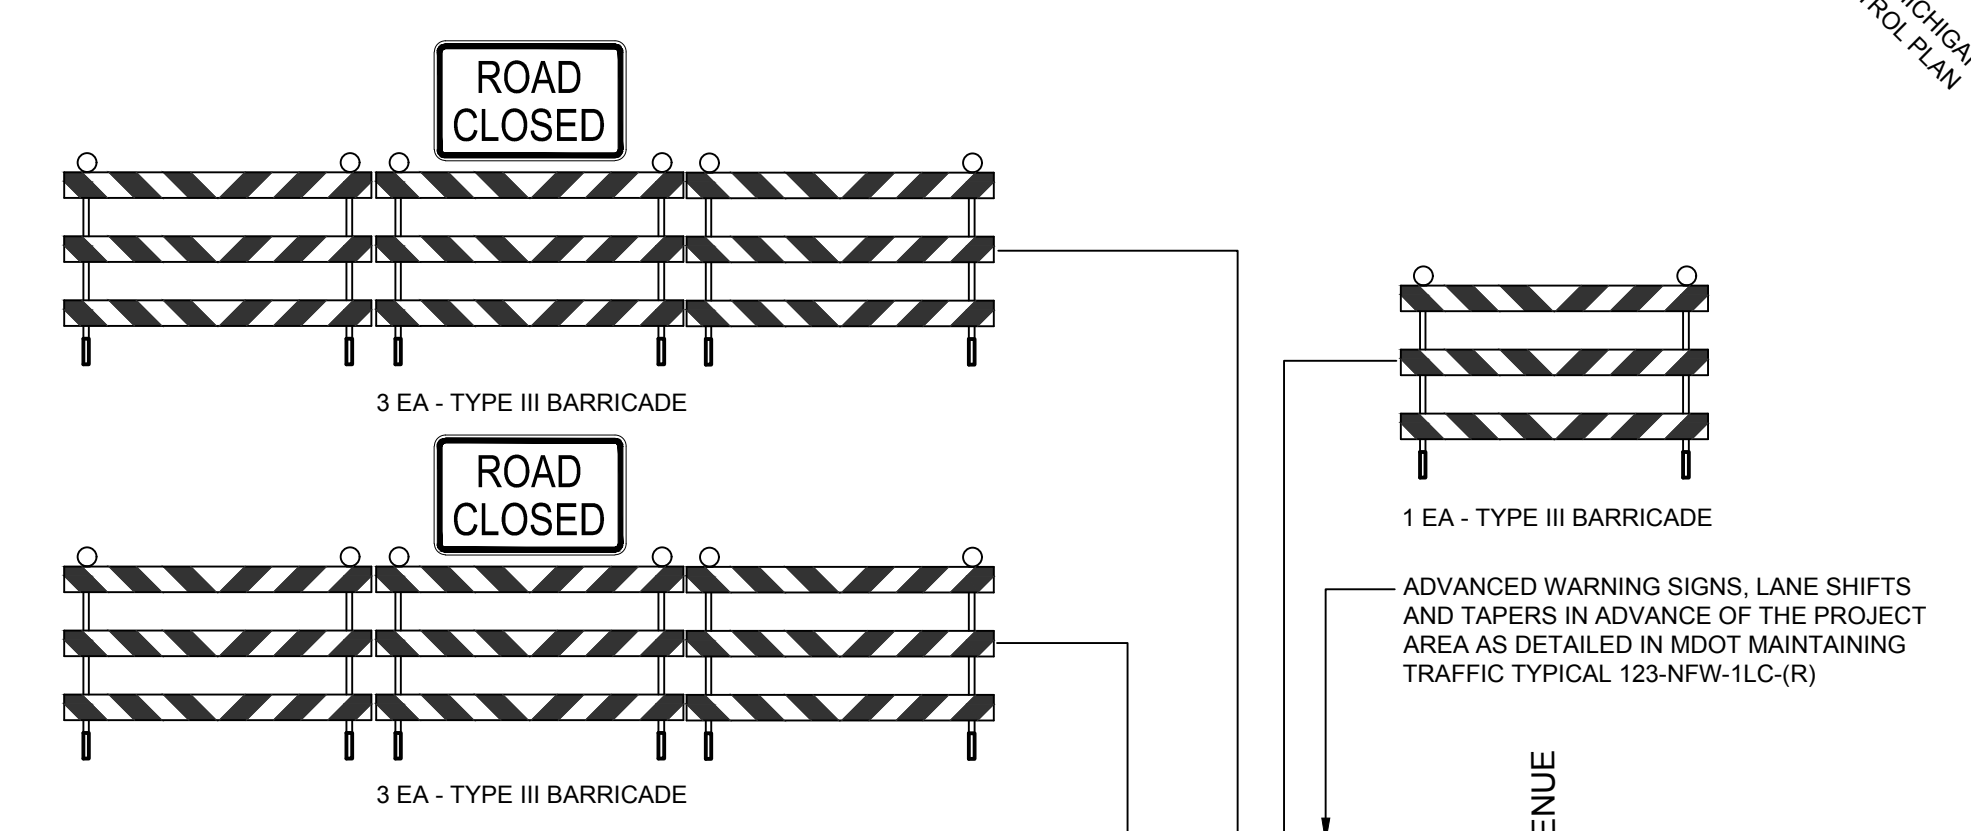 ROAD
CLOSED
3 EA - TYPE III BARRICADE
ROAD
CLOSED
3 EA - TYPE III BARRICADE
1 EA - TYPE III BARRICADE
ADVANCED WARNING SIGNS, LANE SHIFTS
AND TAPERS IN ADVANCE OF THE PROJECT
AREA AS DETAILED IN MDOT MAINTAINING
TRAFFIC TYPICAL 123-NFW-1LC-(R)
PLAN